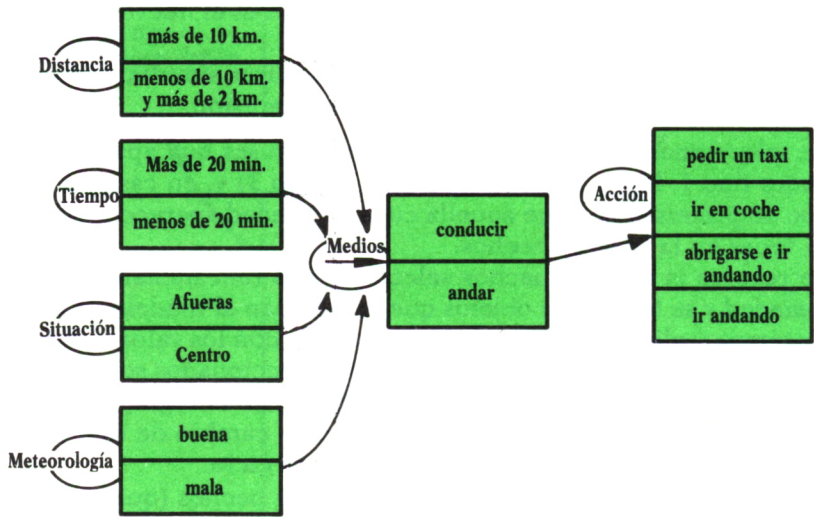 Distancia
más de 10 km.
menos de 10 km.
y más de 2 km.
Tiempo
Más de 20 min.
menos de 20 min.
Situación
Afueras
Centro
Meteorología
buena
mala
Medios
conducir
andar
Acción
pedir un taxi
ir en coche
abrigarse e ir
andando
ir andando